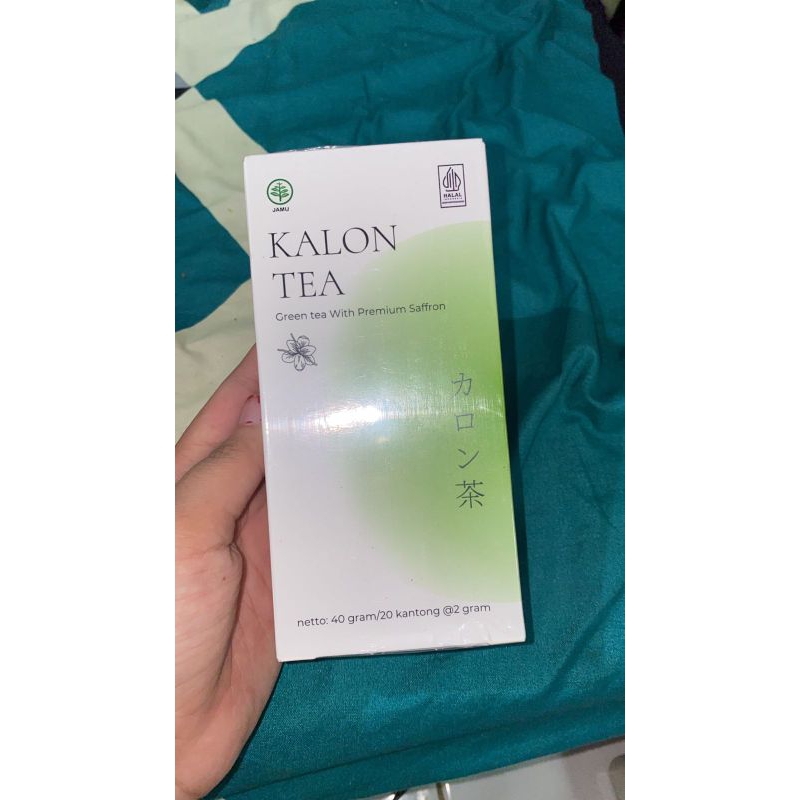 JAMU
HALAL
KALON
TEA
Green tea With Premium Saffron
カロン茶
netto: 40 gram/20 kantong @2 gram